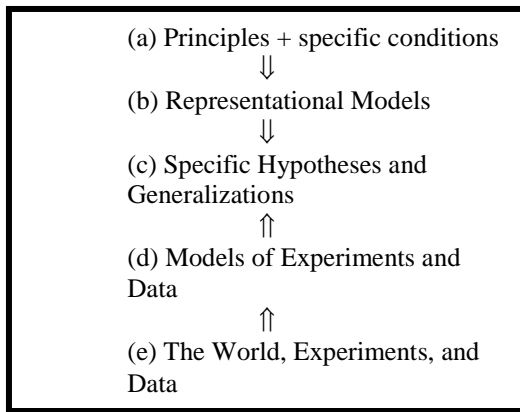 (a) Principles + specific conditions
⇓
(b) Representational Models
⇓
(c) Specific Hypotheses and
Generalizations
⇑
(d) Models of Experiments and
Data
⇑
(e) The World, Experiments, and
Data